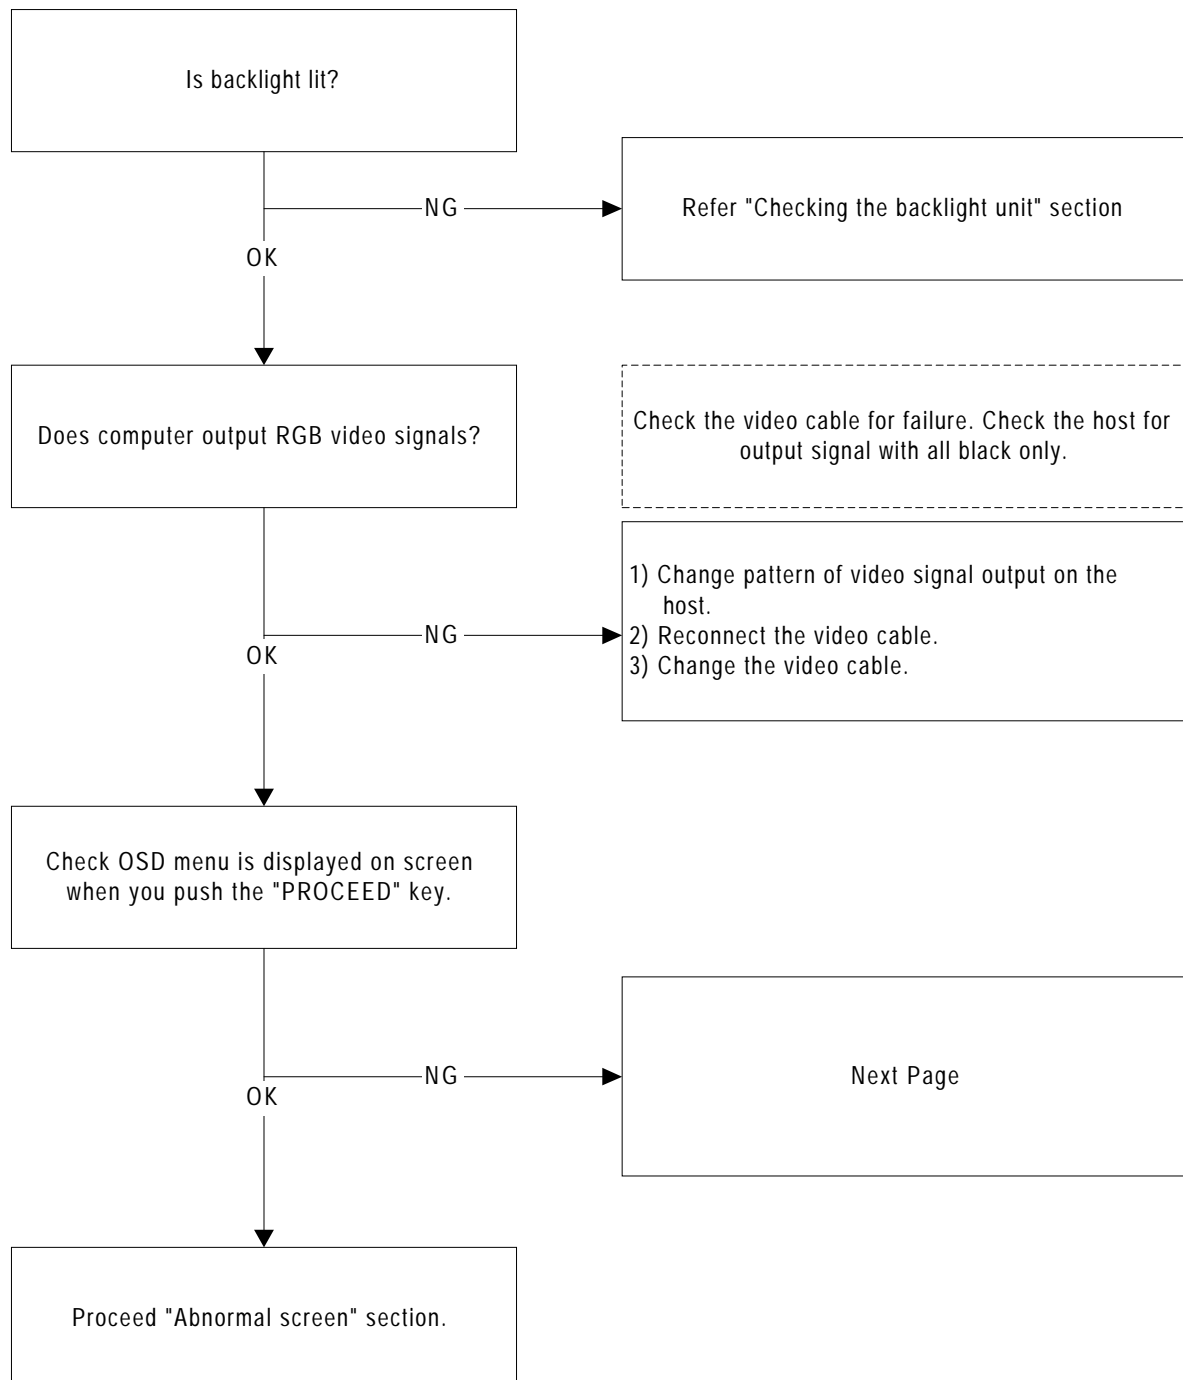 Is backlight lit?
NG
Refer "Checking the backlight unit" section
OK
Does computer output RGB video signals?
Check the video cable for failure. Check the host for
output signal with all black only.
1) Change pattern of video signal output on the
host.
2) Reconnect the video cable.
3) Change the video cable.
NG
OK
Check OSD menu is displayed on screen
when you push the "PROCEED" key.
NG
Next Page
OK
Proceed "Abnormal screen" section.